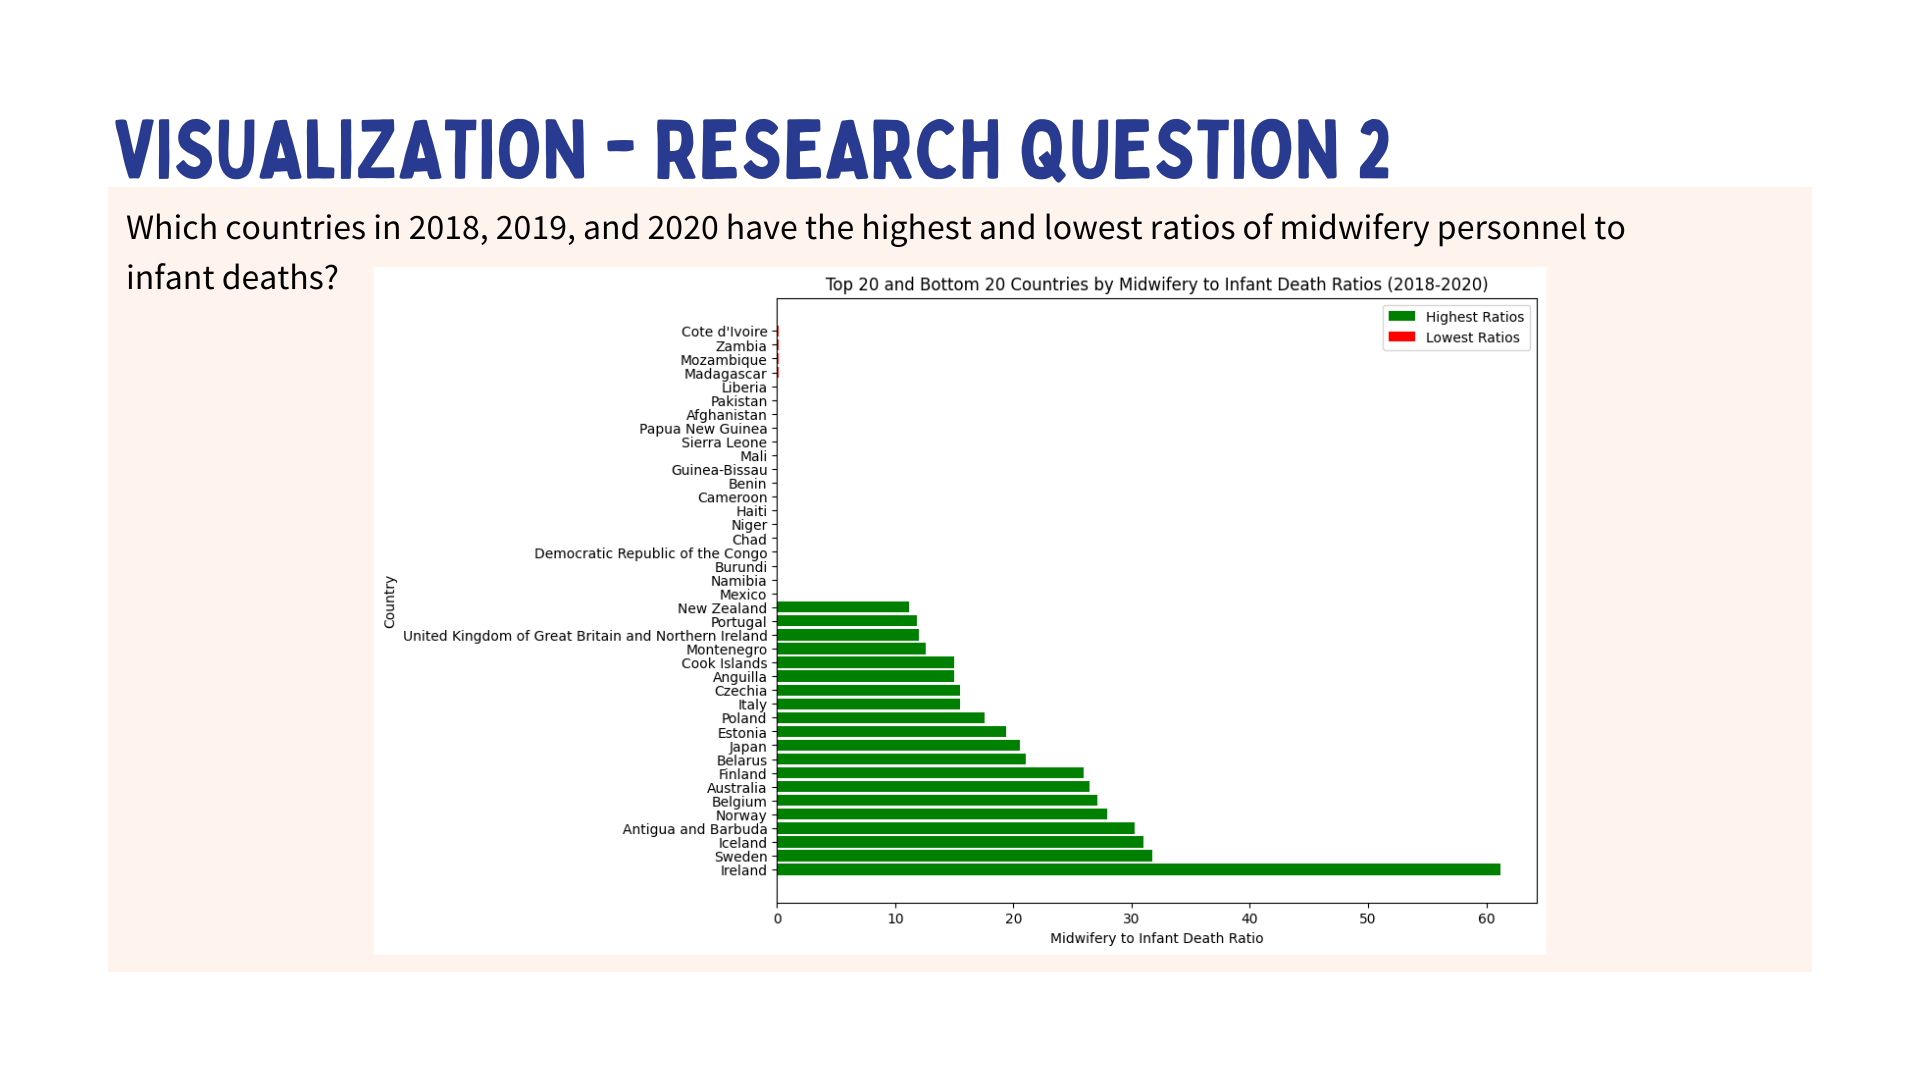 VISUALIZATION - RESEARCH QUESTION 2
Which countries in 2018, 2019, and 2020 have the highest and lowest ratios of midwifery personnel to
infant deaths?
Top 20 and Bottom 20 Countries by Midwifery to Infant Death Ratios (2018-2020)
Highest Ratios
Lowest Ratios
Country
Cote d'Ivoire
Zambia
Mozambique
Madagascar
Liberia
Pakistan
Afghanistan
Papua New Guinea
Sierra Leone
Mali
Guinea-Bissau
Benin
Cameroon
Haiti
Niger
Chad
Democratic Republic of the Congo
Burundi
Namibia
Mexico
New Zealand
Portugal
United Kingdom of Great Britain and Northern Ireland
Montenegro
Cook Islands
Anguilla
Czechia
Italy
Poland
Estonia
Japan
Belarus
Finland
Australia
Belgium
Norway
Antigua and Barbuda
Iceland
Sweden
Ireland
0 10 20 30 40 50 60
Midwifery to Infant Death Ratio